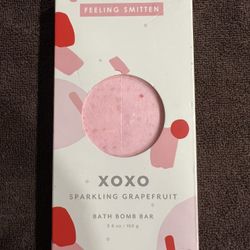 FEELING SMITTEN
XOXO
SPARKLING GRAPEFRUIT
BATH BOMB BAR